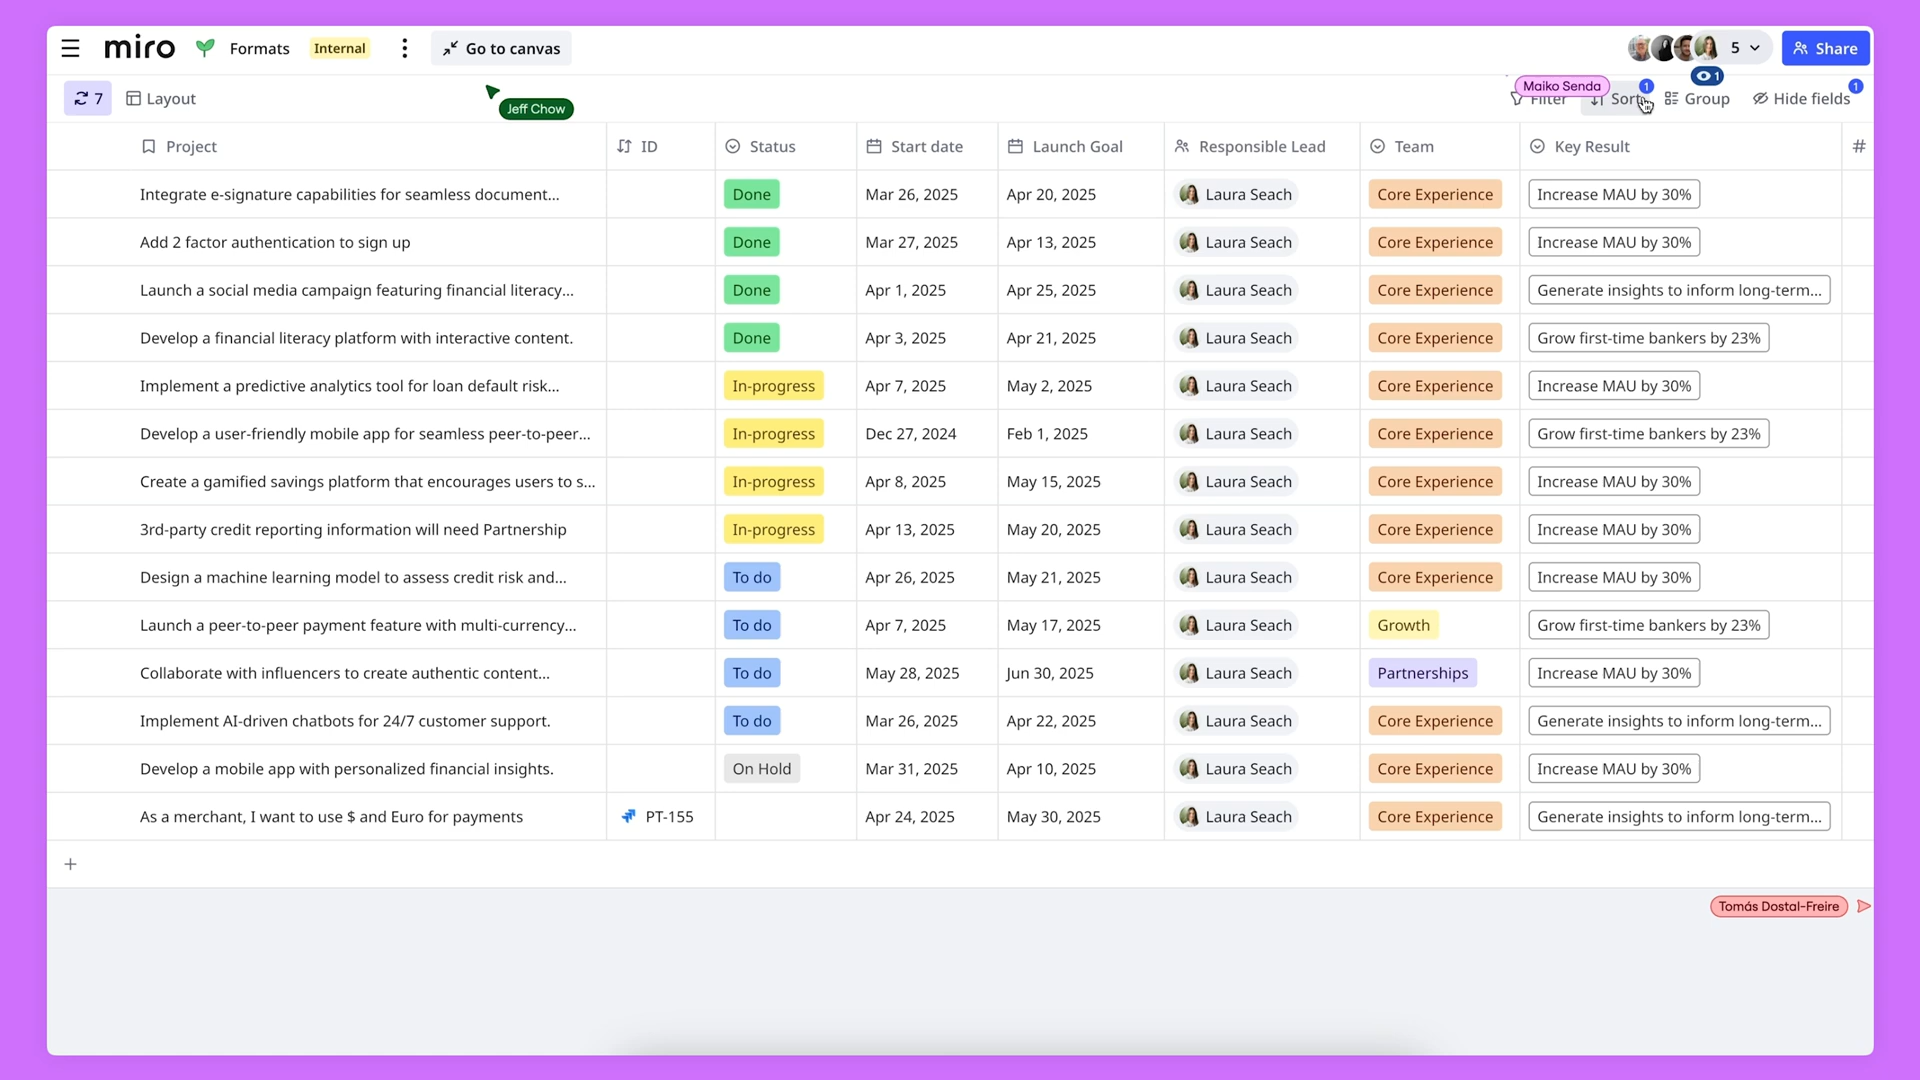 miro Formats Internal Go to canvas 5 Share
7 Layout Jeff Chow Maiko Senda 1 1 1
Filter Sort Group Hide fields
Project ID Status Start date Launch Goal Responsible Lead Team Key Result #
Integrate e-signature capabilities for seamless document... Done Mar 26, 2025 Apr 20, 2025 Laura Seach Core Experience Increase MAU by 30%
Add 2 factor authentication to sign up Done Mar 27, 2025 Apr 13, 2025 Laura Seach Core Experience Increase MAU by 30%
Launch a social media campaign featuring financial literacy... Done Apr 1, 2025 Apr 25, 2025 Laura Seach Core Experience Generate insights to inform long-term...
Develop a financial literacy platform with interactive content. Done Apr 3, 2025 Apr 21, 2025 Laura Seach Core Experience Grow first-time bankers by 23%
Implement a predictive analytics tool for loan default risk... In-progress Apr 7, 2025 May 2, 2025 Laura Seach Core Experience Increase MAU by 30%
Develop a user-friendly mobile app for seamless peer-to-peer... In-progress Dec 27, 2024 Feb 1, 2025 Laura Seach Core Experience Grow first-time bankers by 23%
Create a gamified savings platform that encourages users to s... In-progress Apr 8, 2025 May 15, 2025 Laura Seach Core Experience Increase MAU by 30%
3rd-party credit reporting information will need Partnership In-progress Apr 13, 2025 May 20, 2025 Laura Seach Core Experience Increase MAU by 30%
Design a machine learning model to assess credit risk and... To do Apr 26, 2025 May 21, 2025 Laura Seach Core Experience Increase MAU by 30%
Launch a peer-to-peer payment feature with multi-currency... To do Apr 7, 2025 May 17, 2025 Laura Seach Growth Grow first-time bankers by 23%
Collaborate with influencers to create authentic content... To do May 28, 2025 Jun 30, 2025 Laura Seach Partnerships Increase MAU by 30%
Implement AI-driven chatbots for 24/7 customer support. To do Mar 26, 2025 Apr 22, 2025 Laura Seach Core Experience Generate insights to inform long-term...
Develop a mobile app with personalized financial insights. On Hold Mar 31, 2025 Apr 10, 2025 Laura Seach Core Experience Increase MAU by 30%
As a merchant, I want to use $ and Euro for payments PT-155 Apr 24, 2025 May 30, 2025 Laura Seach Core Experience Generate insights to inform long-term...
+
Tomás Dostal-Freire